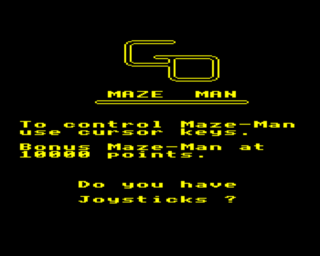 GO
MAZE MAN
To control Maze-Man
use cursor keys.
Bonus Maze-Man at
10000 points.
Do you have
Joysticks ?